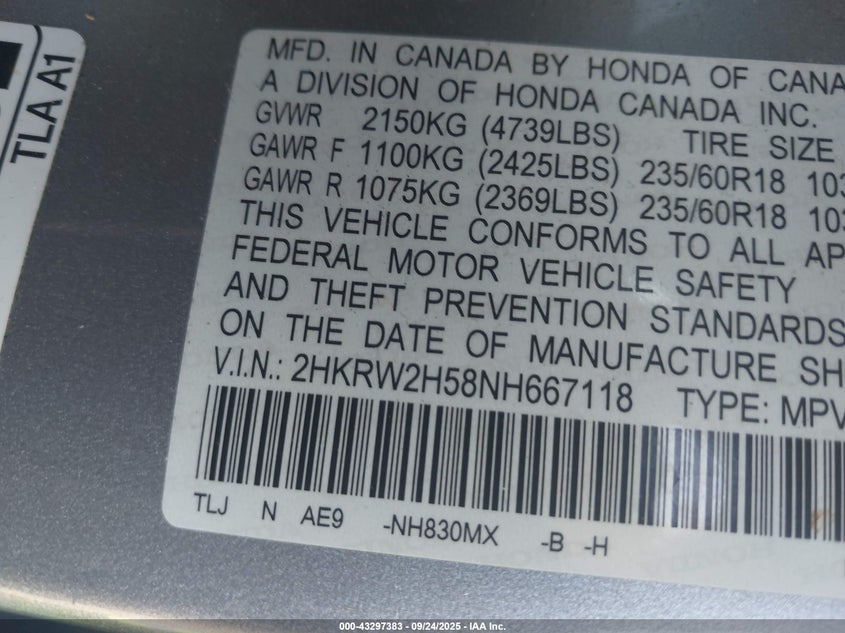 TLA A1
MFD. IN CANADA BY HONDA OF CANA
A DIVISION OF HONDA CANADA INC.
GVWR 2150KG (4739LBS) TIRE SIZE
GAWR F 1100KG (2425LBS) 235/60R18 103
GAWR R 1075KG (2369LBS) 235/60R18 103
THIS VEHICLE CONFORMS TO ALL AP
FEDERAL MOTOR VEHICLE SAFETY
AND THEFT PREVENTION STANDARDS
ON THE DATE OF MANUFACTURE SH
V.I.N.: 2HKRW2H58NH667118 TYPE: MPV
TLJ N AE9 -NH830MX -B -H
000-43297383 - 09/24/2025 - IAA Inc.